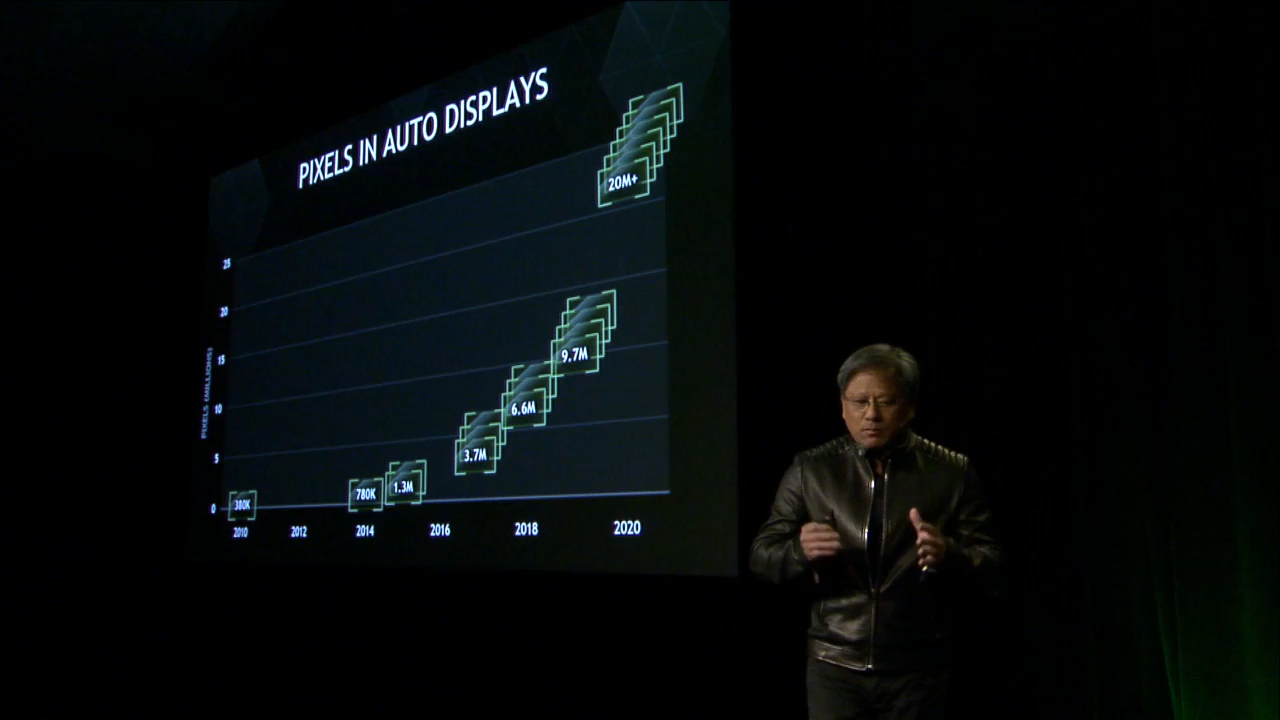 PIXELS IN AUTO DISPLAYS
20M+
25
20
15
9.7M
10
6.6M
5
3.7M
1.3M
780K
380K
0
PIXELS (MILLIONS)
2010 2012 2014 2016 2018 2020